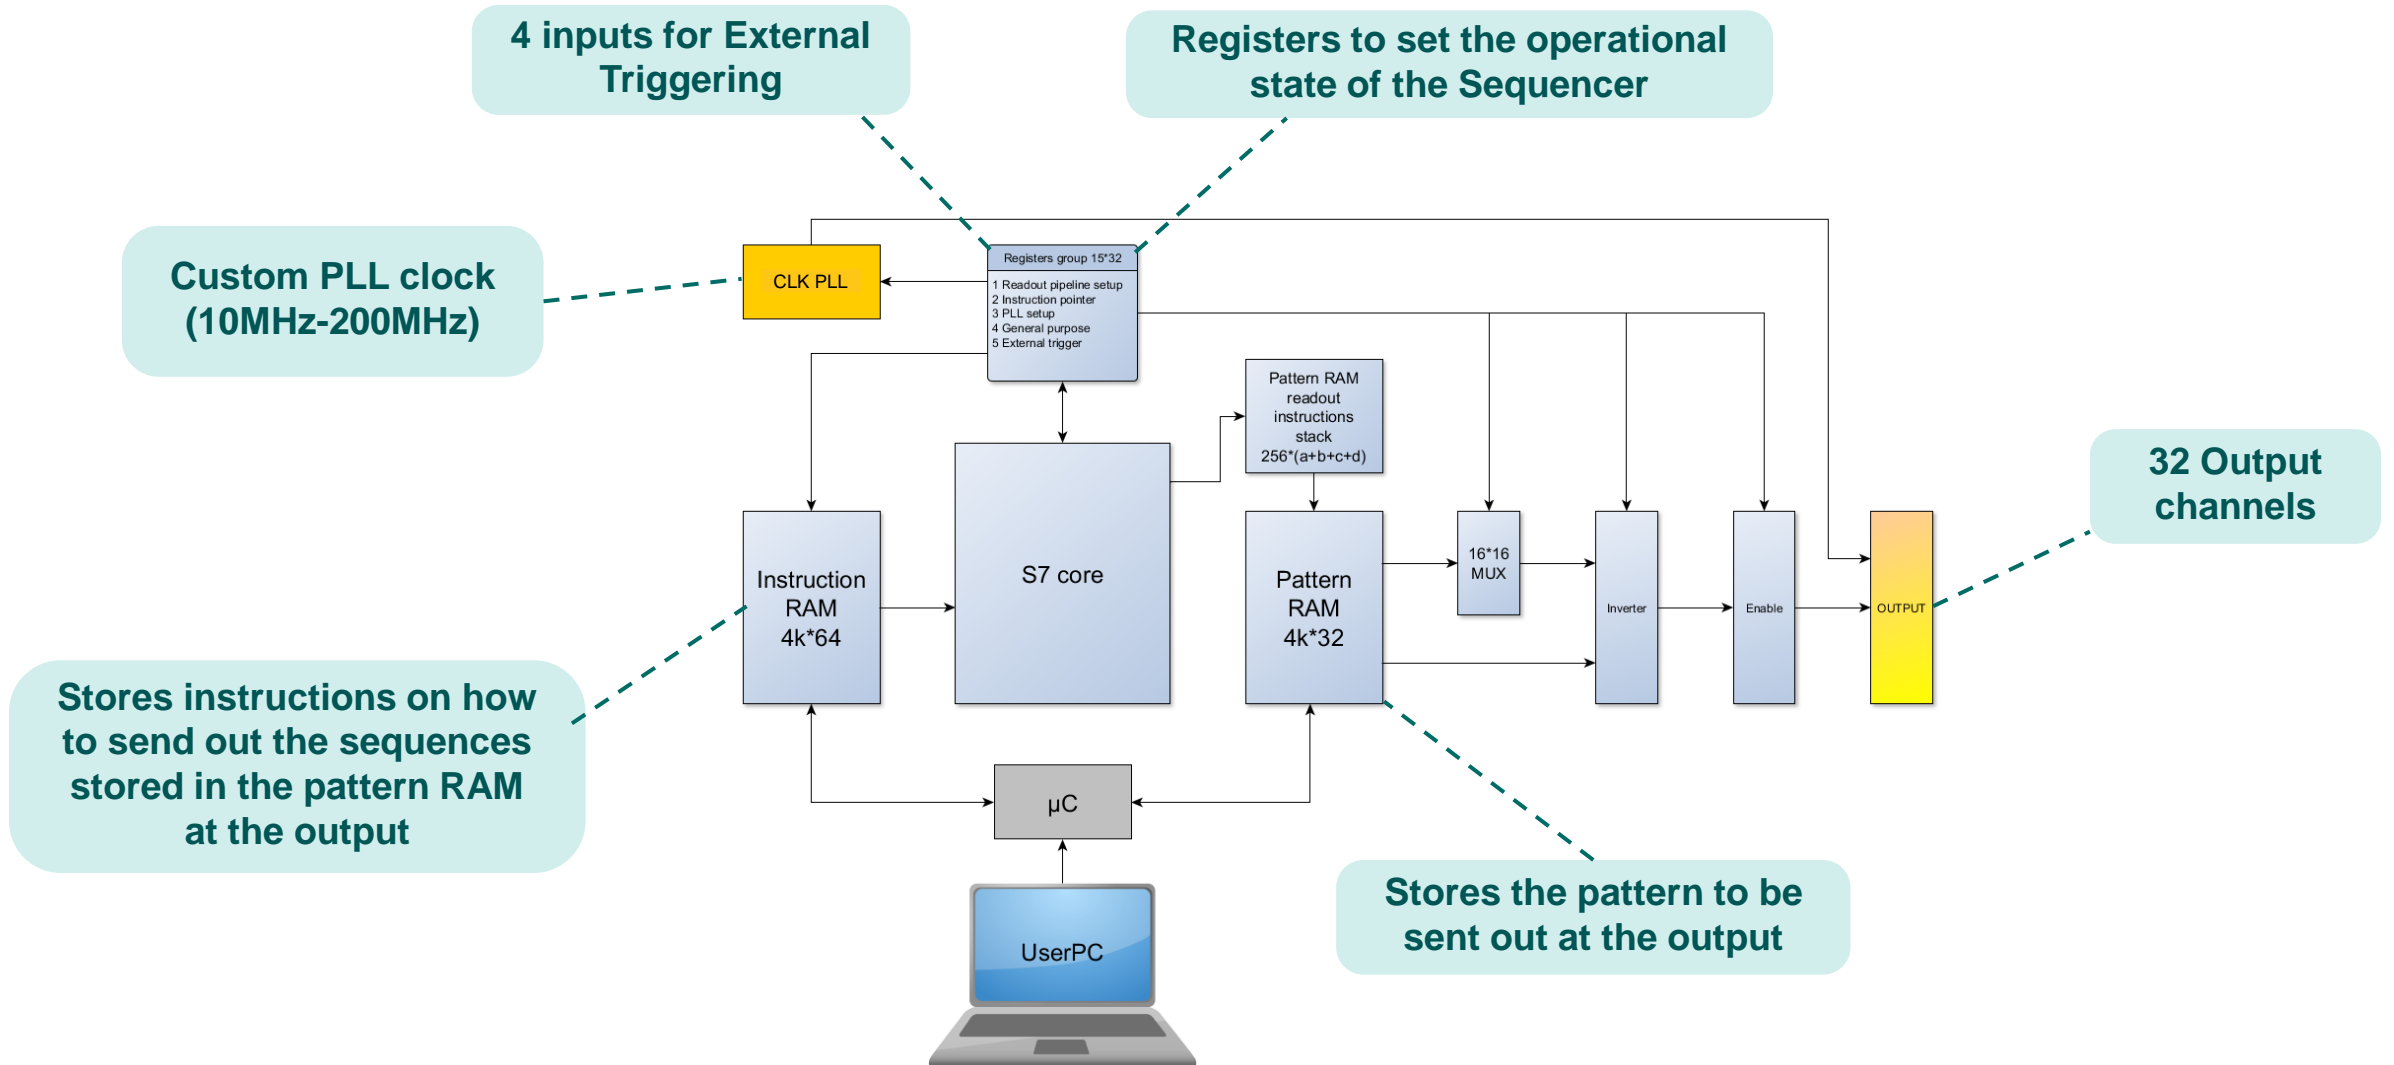 4 inputs for External
Triggering
Registers to set the operational
state of the Sequencer
Custom PLL clock
(10MHz-200MHz)
CLK PLL
Registers group 15*32
1 Readout pipeline setup
2 Instruction pointer
3 PLL setup
4 General purpose
5 External trigger
Pattern RAM
readout
instructions
stack
256*(a+b+c+d)
32 Output
channels
Instruction
RAM
4k*64
S7 core
Pattern
RAM
4k*32
16*16
MUX
Inverter
Enable
OUTPUT
Stores instructions on how
to send out the sequences
stored in the pattern RAM
at the output
µC
Stores the pattern to be
sent out at the output
UserPC